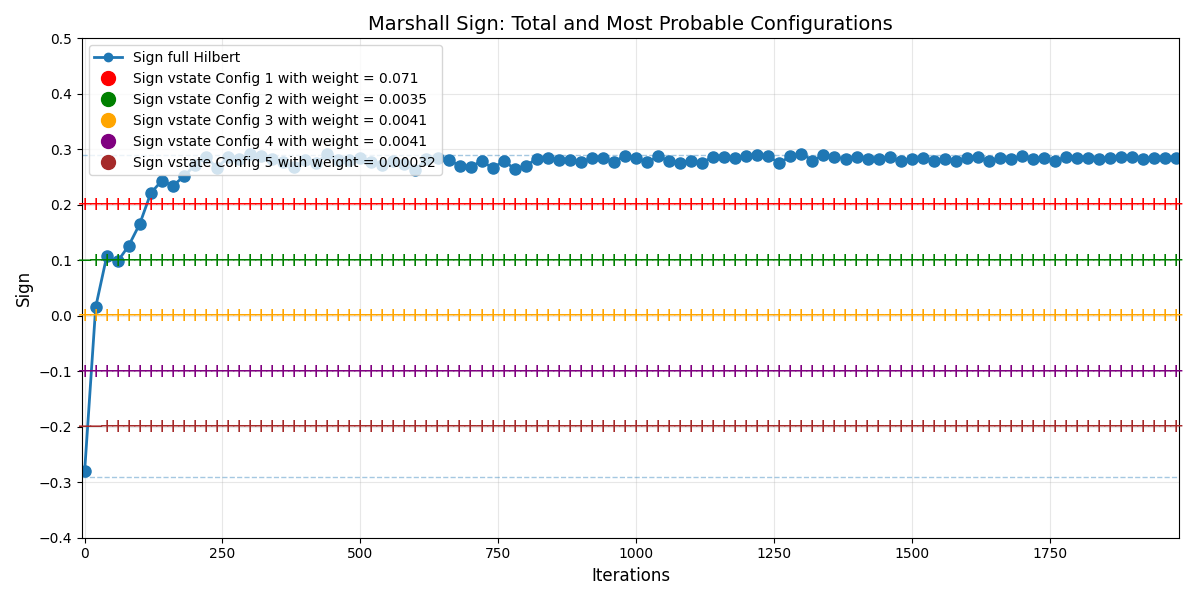 Marshall Sign: Total and Most Probable Configurations
Sign full Hilbert
Sign vstate Config 1 with weight = 0.071
Sign vstate Config 2 with weight = 0.0035
Sign vstate Config 3 with weight = 0.0041
Sign vstate Config 4 with weight = 0.0041
Sign vstate Config 5 with weight = 0.00032
0.5
0.4
0.3
0.2
0.1
0.0
−0.1
−0.2
−0.3
−0.4
Sign
0 250 500 750 1000 1250 1500 1750
Iterations